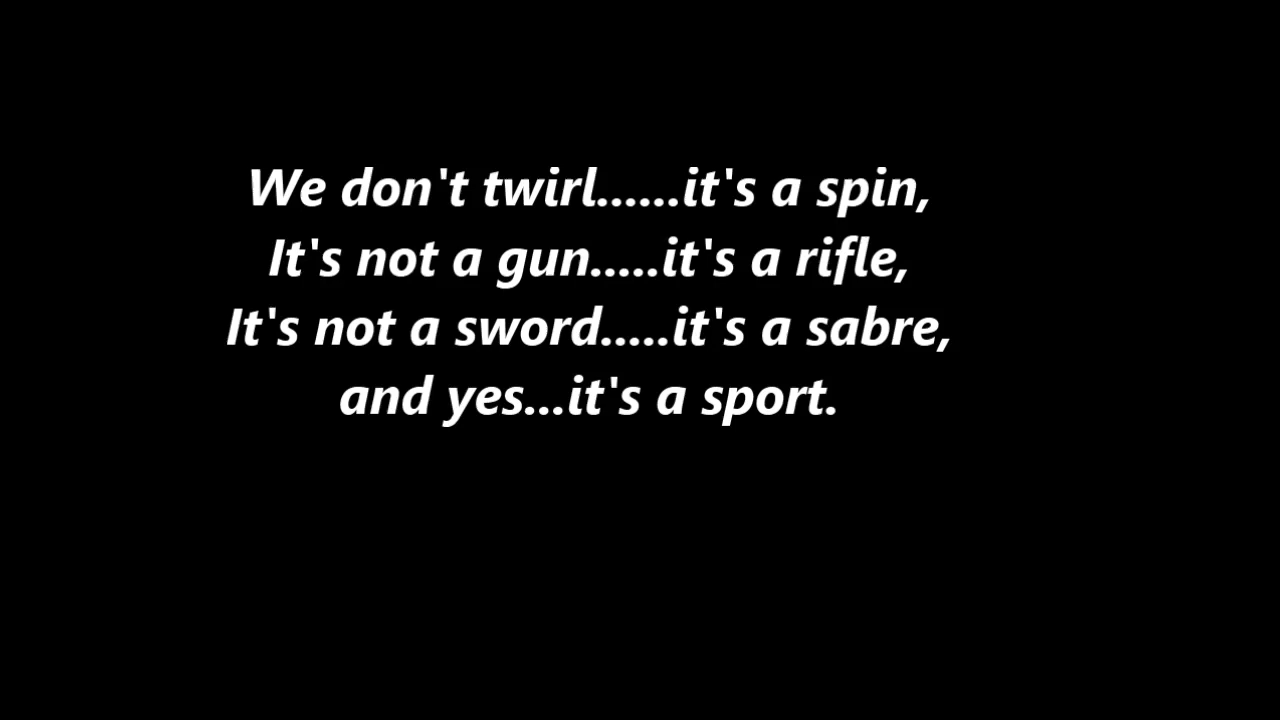 We don't twirl......it's a spin,
It's not a gun.....it's a rifle,
It's not a sword.....it's a sabre,
and yes...it's a sport.